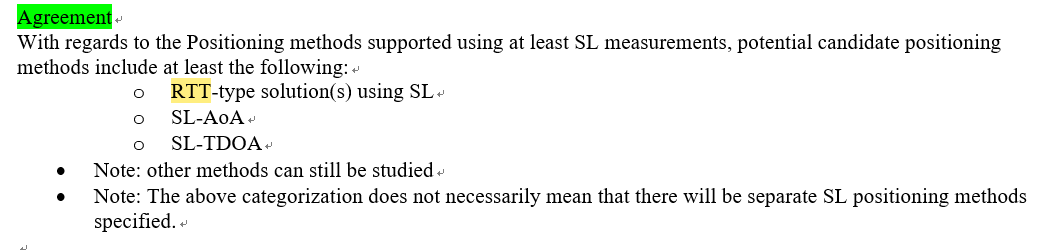 Agreement
With regards to the Positioning methods supported using at least SL measurements, potential candidate positioning
methods include at least the following:
o RTT-type solution(s) using SL
o SL-AoA
o SL-TDOA
• Note: other methods can still be studied
• Note: The above categorization does not necessarily mean that there will be separate SL positioning methods
specified.